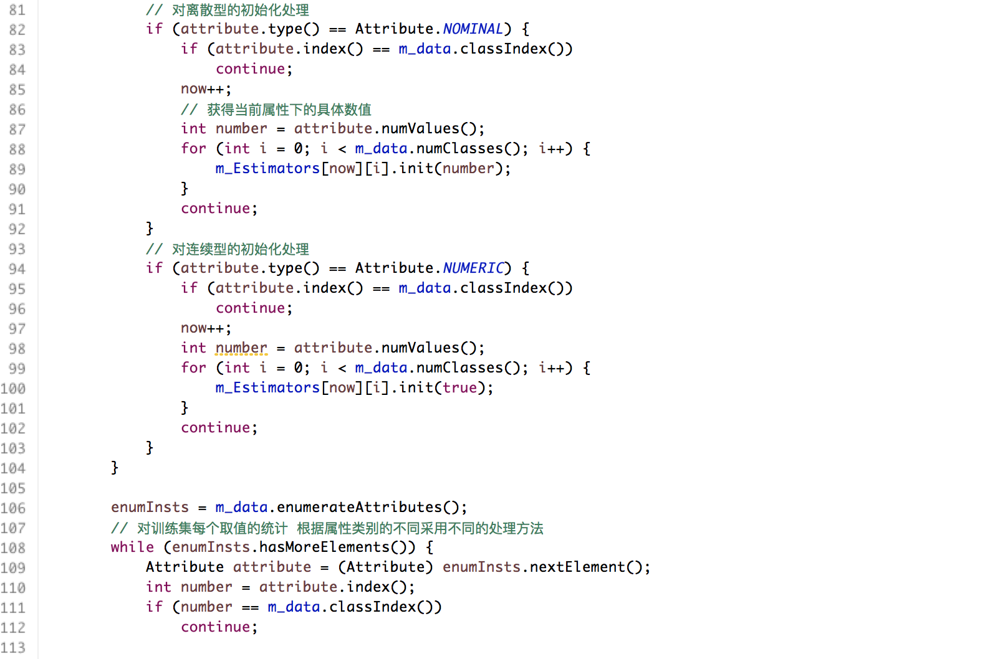 81 // 对离散型的初始化处理
82 if (attribute.type() == Attribute.NOMINAL) {
83 if (attribute.index() == m_data.classIndex())
84 continue;
85 now++;
86 // 获得当前属性下的具体数值
87 int number = attribute.numValues();
88 for (int i = 0; i < m_data.numClasses(); i++) {
89 m_Estimators[now][i].init(number);
90 }
91 continue;
92 }
93 // 对连续型的初始化处理
94 if (attribute.type() == Attribute.NUMERIC) {
95 if (attribute.index() == m_data.classIndex())
96 continue;
97 now++;
98 int number = attribute.numValues();
99 for (int i = 0; i < m_data.numClasses(); i++) {
100 m_Estimators[now][i].init(true);
101 }
102 continue;
103 }
104 }
105
106 enumInsts = m_data.enumerateAttributes();
107 // 对训练集每个取值的统计 根据属性类别的不同采用不同的处理方法
108 while (enumInsts.hasMoreElements()) {
109 Attribute attribute = (Attribute) enumInsts.nextElement();
110 int number = attribute.index();
111 if (number == m_data.classIndex())
112 continue;
113